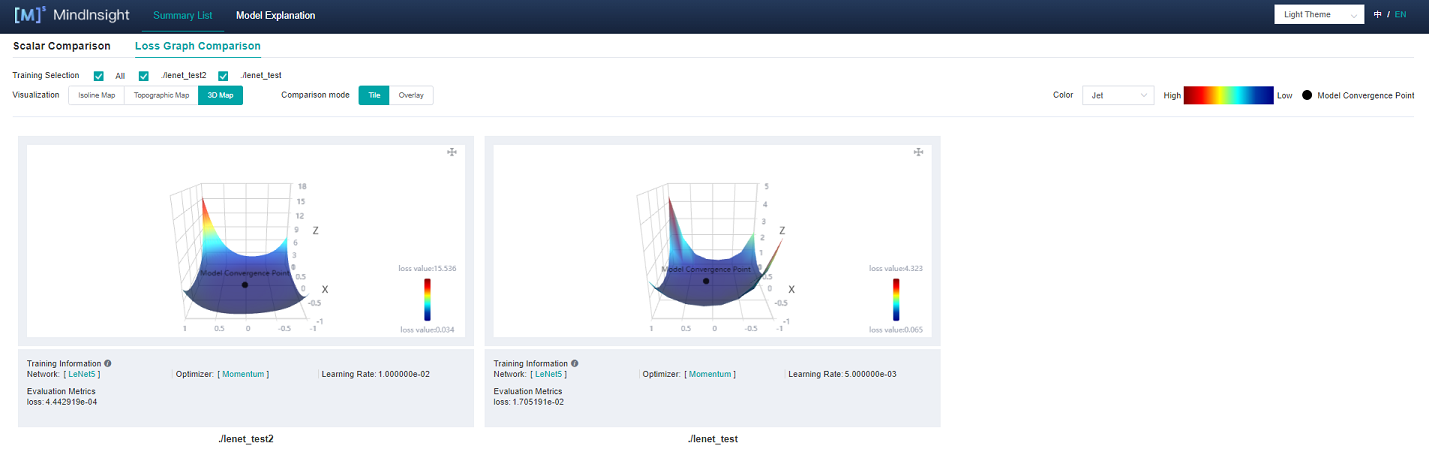 [M]s MindInsight Summary List Model Explanation Light Theme 中 / EN
Scalar Comparison Loss Graph Comparison
Training Selection All ./lenet_test2 ./lenet_test
Visualization Isoline Map Topographic Map 3D Map Comparison mode Tile Overlay Color Jet High Low Model Convergence Point
18
15
12
9
6
3
0
Z
0.5
0
-0.5
-1
X
1 0.5 0 -0.5 -1
Model Convergence Point
loss value:15.536
loss value:0.034
5
4
3
2
1
0
Z
0.5
0
-0.5
-1
X
1 0.5 0 -0.5 -1
Model Convergence Point
loss value:4.323
loss value:0.065
Training Information
Network: [ LeNet5 ] Optimizer: [ Momentum ] Learning Rate: 1.000000e-02
Evaluation Metrics
loss: 4.442919e-04
./lenet_test2
Training Information
Network: [ LeNet5 ] Optimizer: [ Momentum ] Learning Rate: 5.000000e-03
Evaluation Metrics
loss: 1.705191e-02
./lenet_test